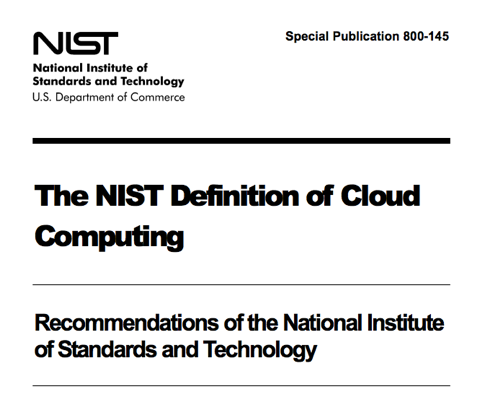 NIST
Special Publication 800-145
National Institute of
Standards and Technology
U.S. Department of Commerce
The NIST Definition of Cloud
Computing
Recommendations of the National Institute
of Standards and Technology